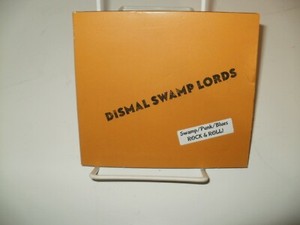 DISMAL SWAMP LORDS
Swamp/Punk/Blues
ROCK & ROLL!